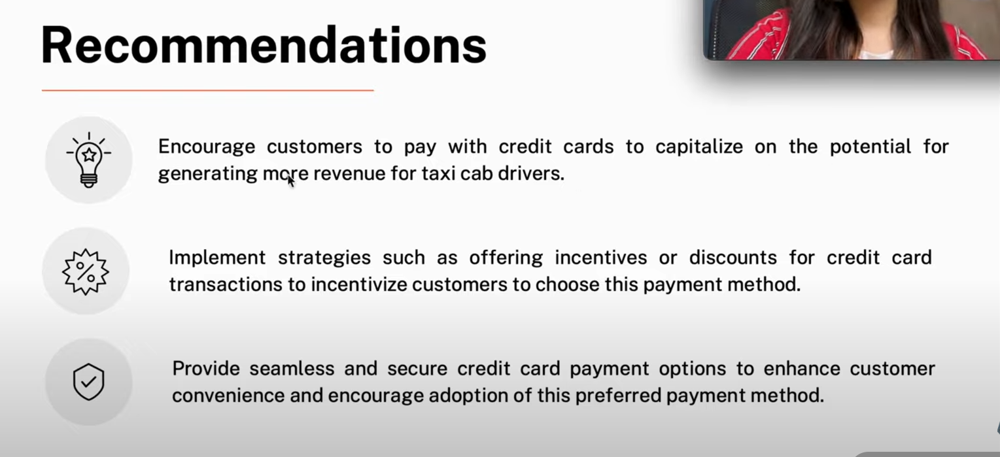 Recommendations
Encourage customers to pay with credit cards to capitalize on the potential for
generating more revenue for taxi cab drivers.
Implement strategies such as offering incentives or discounts for credit card
transactions to incentivize customers to choose this payment method.
Provide seamless and secure credit card payment options to enhance customer
convenience and encourage adoption of this preferred payment method.